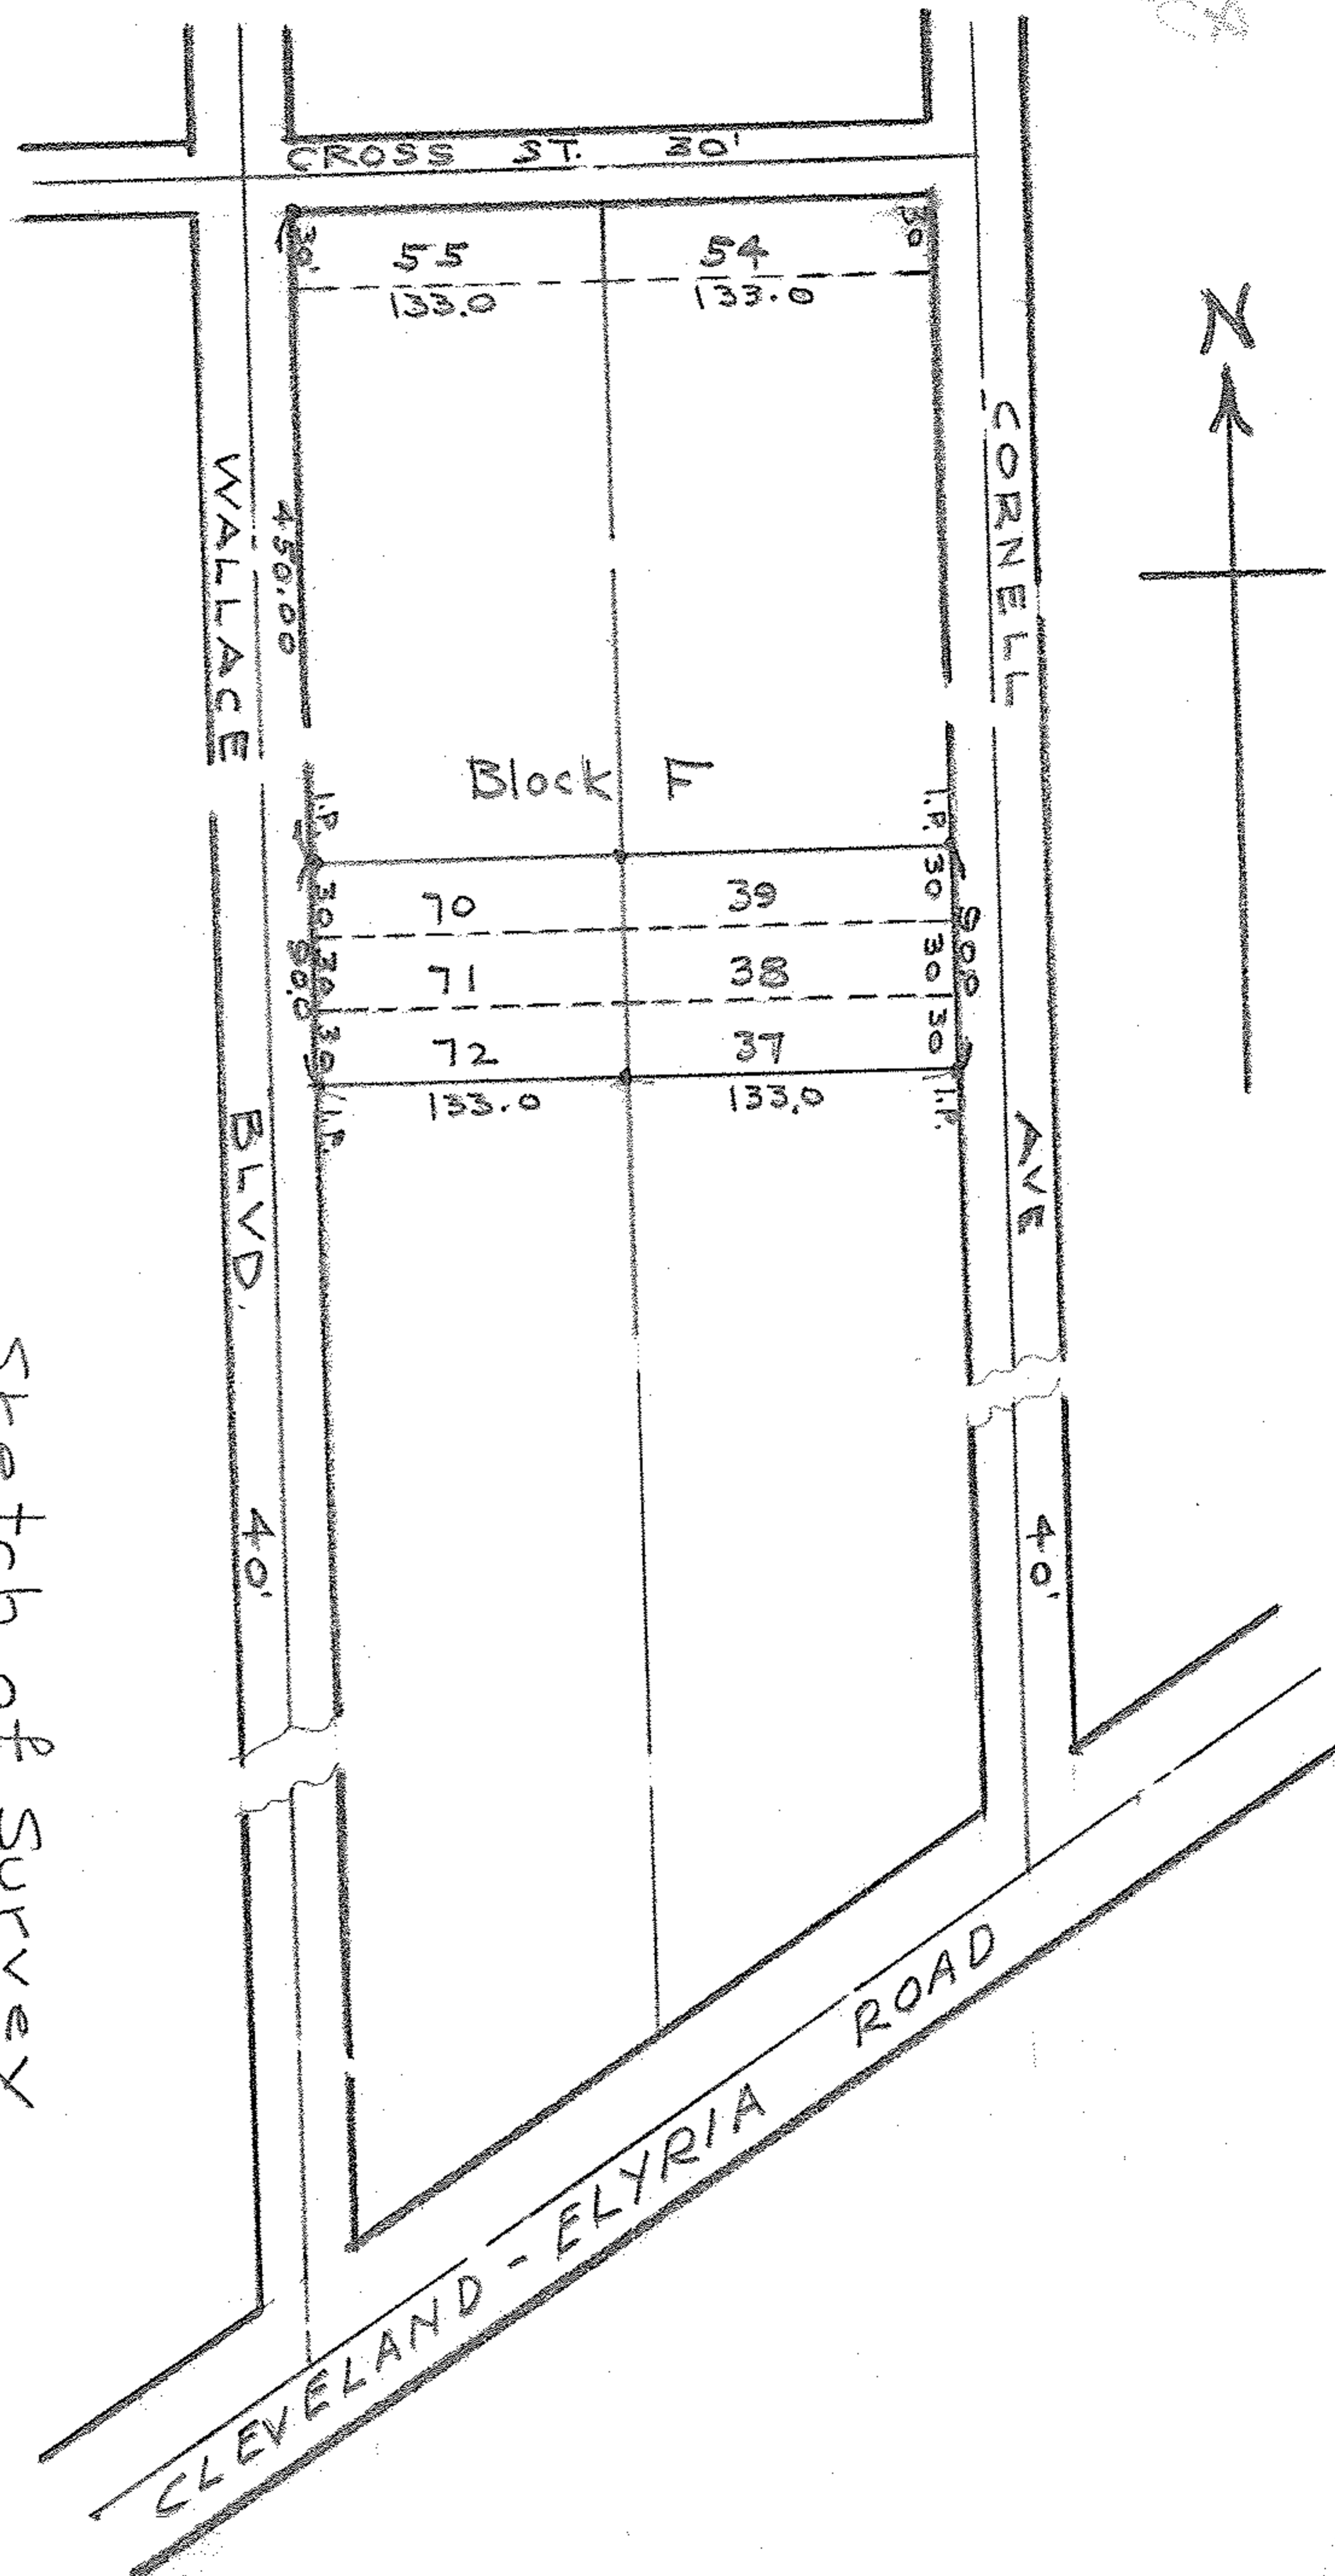 CROSS ST. 30'
30.
55
54
30
133.0
133.0
N
CORNELL AVE 40'
WALLACE BLVD. 40'
450.00
Block F
I.P.
I.P.
30
70
39
30
90.0
30
71
38
30
90.0
30
72
37
30
I.P.
133.0
133.0
I.P.
CLEVELAND - ELYRIA ROAD
Sketch of Survey